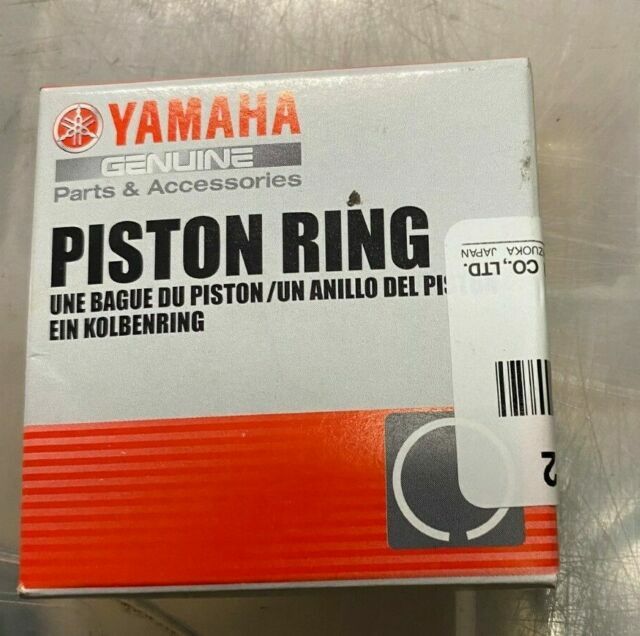 YAMAHA
GENUINE
Parts & Accessories
PISTON RING
UNE BAGUE DU PISTON/UN ANILLO DEL
EIN KOLBENRING
CO., LTD.
JAPAN
2